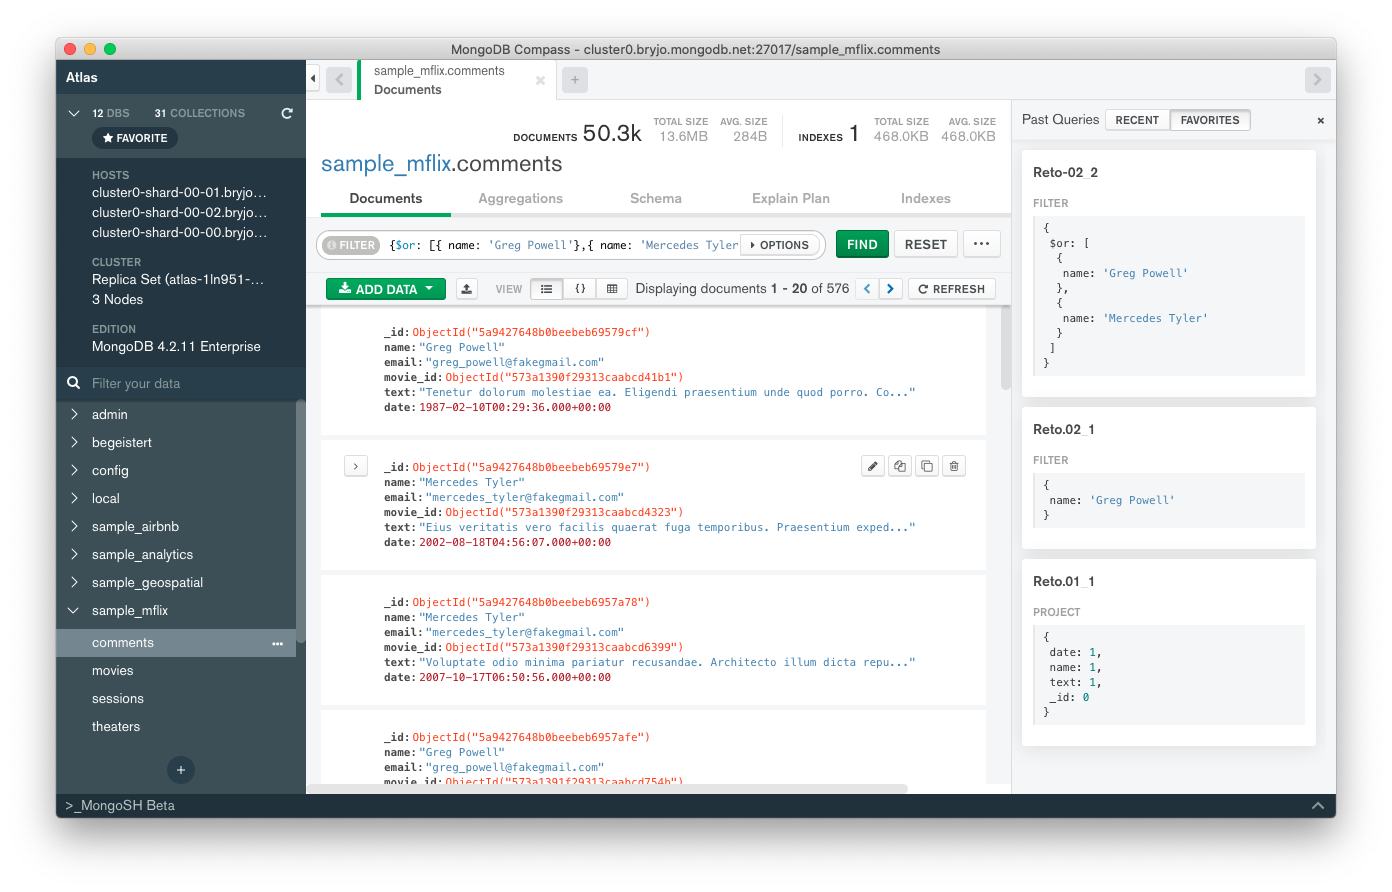 MongoDB Compass - cluster0.bryjo.mongodb.net:27017/sample_mflix.comments
Atlas
12 DBS 31 COLLECTIONS
FAVORITE
HOSTS
cluster0-shard-00-01.bryjo...
cluster0-shard-00-02.bryjo...
cluster0-shard-00-00.bryjo...
CLUSTER
Replica Set (atlas-1ln951-...
3 Nodes
EDITION
MongoDB 4.2.11 Enterprise
Filter your data
admin
begeistert
config
local
sample_airbnb
sample_analytics
sample_geospatial
sample_mflix
comments
movies
sessions
theaters
>_MongoSH Beta
sample_mflix.comments
Documents
DOCUMENTS 50.3k TOTAL SIZE 13.6MB AVG. SIZE 284B INDEXES 1 TOTAL SIZE 468.0KB AVG. SIZE 468.0KB
sample_mflix.comments
Documents Aggregations Schema Explain Plan Indexes
FILTER {$or: [{ name: 'Greg Powell'},{ name: 'Mercedes Tyler OPTIONS FIND RESET ...
ADD DATA VIEW {} Displaying documents 1 - 20 of 576 REFRESH
_id: ObjectId("5a9427648b0beebeb69579cf")
name: "Greg Powell"
email: "greg_powell@fakegmail.com"
movie_id: ObjectId("573a1390f29313caabcd41b1")
text: "Tenetur dolorum molestiae ea. Eligendi praesentium unde quod porro. Co..."
date: 1987-02-10T00:29:36.000+00:00
_id: ObjectId("5a9427648b0beebeb69579e7")
name: "Mercedes Tyler"
email: "mercedes_tyler@fakegmail.com"
movie_id: ObjectId("573a1390f29313caabcd4323")
text: "Eius veritatis vero facilis quaerat fuga temporibus. Praesentium exped..."
date: 2002-08-18T04:56:07.000+00:00
_id: ObjectId("5a9427648b0beebeb6957a78")
name: "Mercedes Tyler"
email: "mercedes_tyler@fakegmail.com"
movie_id: ObjectId("573a1390f29313caabcd6399")
text: "Voluptate odio minima pariatur recusandae. Architecto illum dicta repu..."
date: 2007-10-17T06:50:56.000+00:00
_id: ObjectId("5a9427648b0beebeb6957afe")
name: "Greg Powell"
email: "greg_powell@fakegmail.com"
movie_id: ObjectId("573a1391f29313caabcd754b")
Past Queries RECENT FAVORITES
Reto-02_2
FILTER
{
$or: [
{
name: 'Greg Powell'
},
{
name: 'Mercedes Tyler'
}
]
}
Reto.02_1
FILTER
{
name: 'Greg Powell'
}
Reto.01_1
PROJECT
{
date: 1,
name: 1,
text: 1,
_id: 0
}